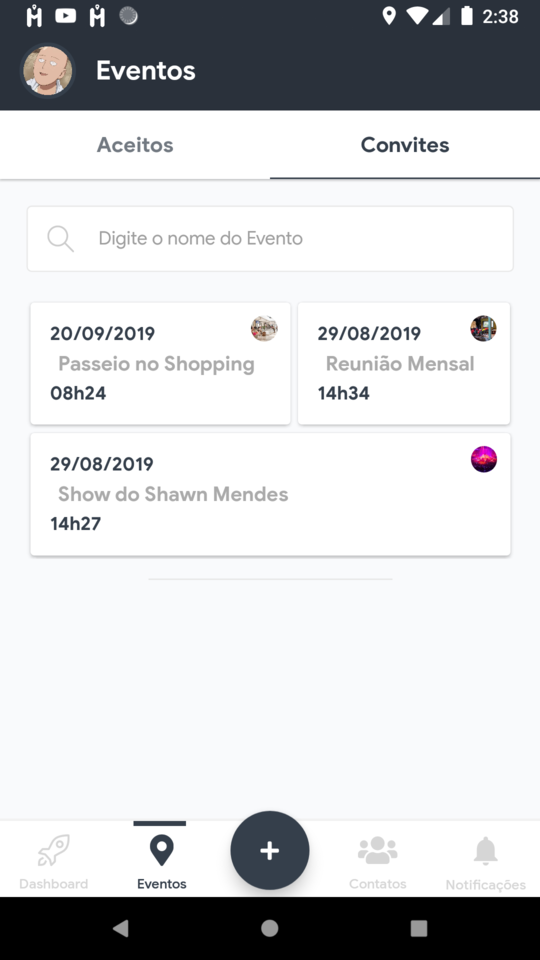 2:38
Eventos
Aceitos
Convites
Digite o nome do Evento
20/09/2019
Passeio no Shopping
08h24
29/08/2019
Reunião Mensal
14h34
29/08/2019
Show do Shawn Mendes
14h27
Dashboard
Eventos
Contatos
Notificações